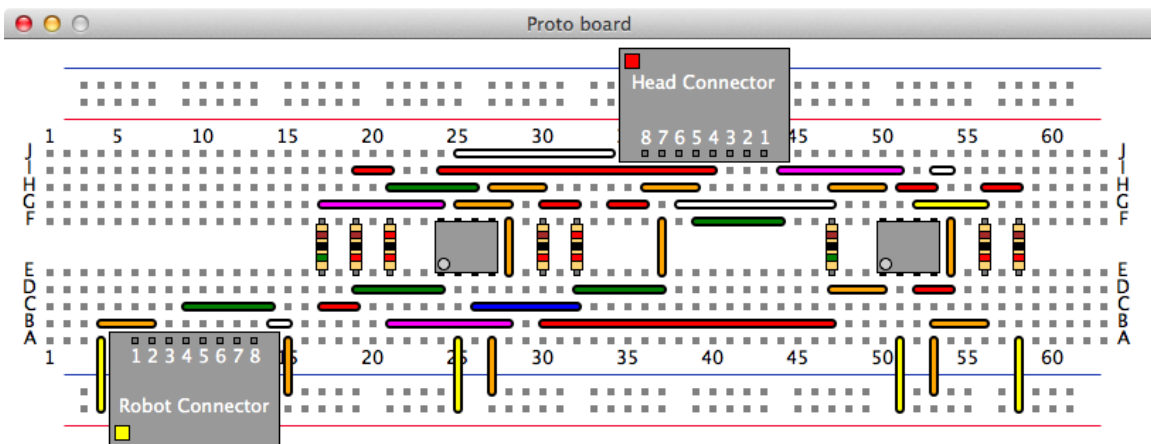 Proto board
Head Connector
1 5 10 15 20 25 30 3 45 50 55 60
8 7 6 5 4 3 2 1
J J
I I
H H
G G
F F
E E
D D
C C
B B
A A
1 15 20 25 30 35 40 45 50 55 60
1 2 3 4 5 6 7 8
Robot Connector